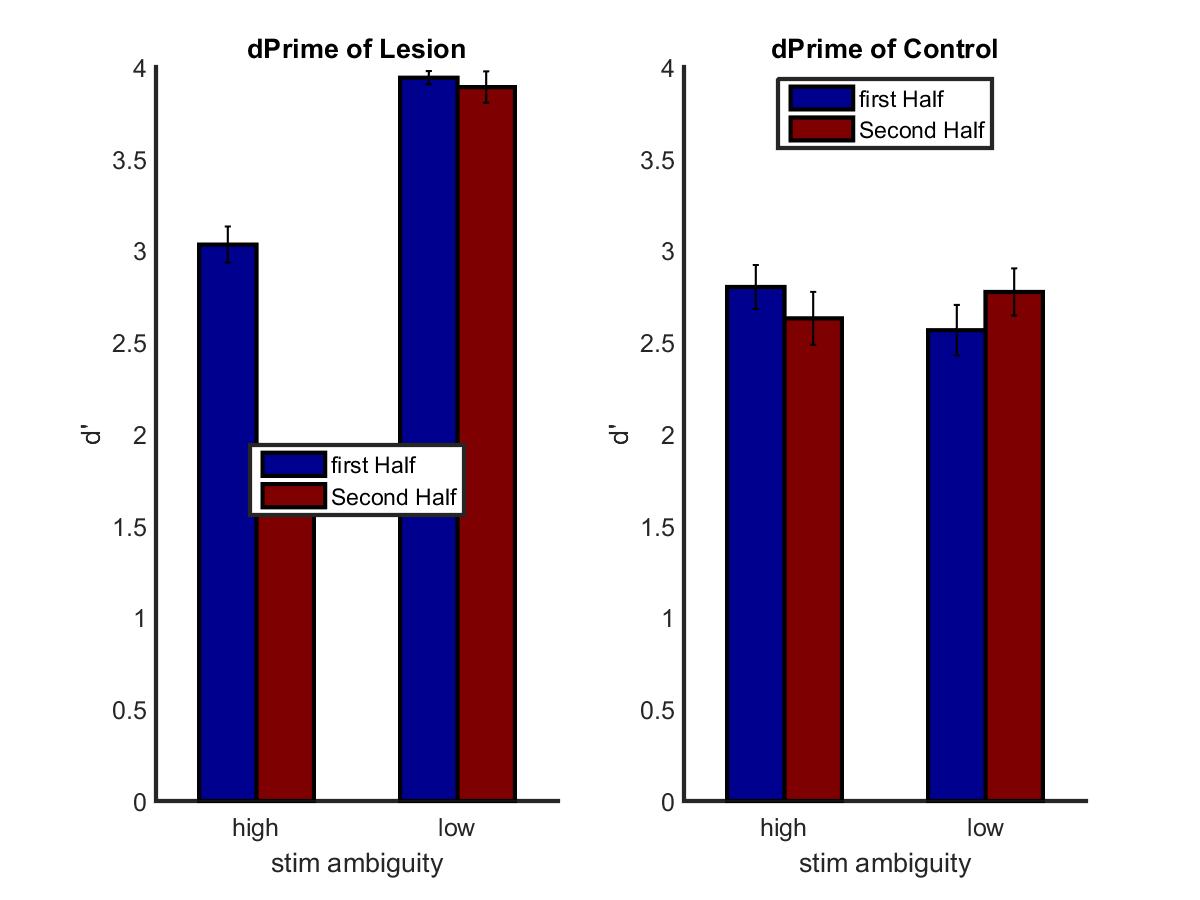 dPrime of Lesion
4
3.5
3
2.5
2
1.5
1
0.5
0
d'
first Half
Second Half
high
low
stim ambiguity
dPrime of Control
4
3.5
3
2.5
2
1.5
1
0.5
0
d'
first Half
Second Half
high
low
stim ambiguity